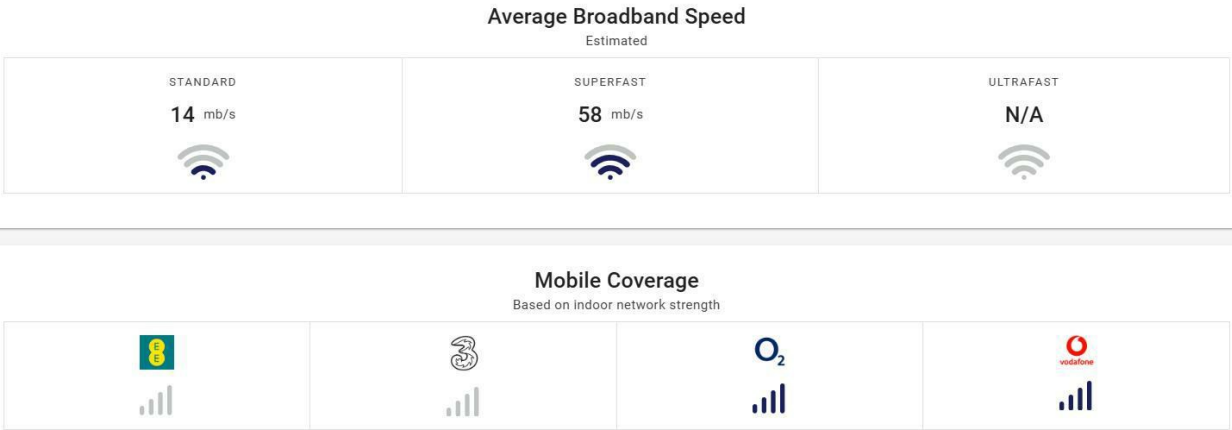 Average Broadband Speed
Estimated
STANDARD
14 mb/s
SUPERFAST
58 mb/s
ULTRAFAST
N/A
Mobile Coverage
Based on indoor network strength
E
E
3
O2
vodafone